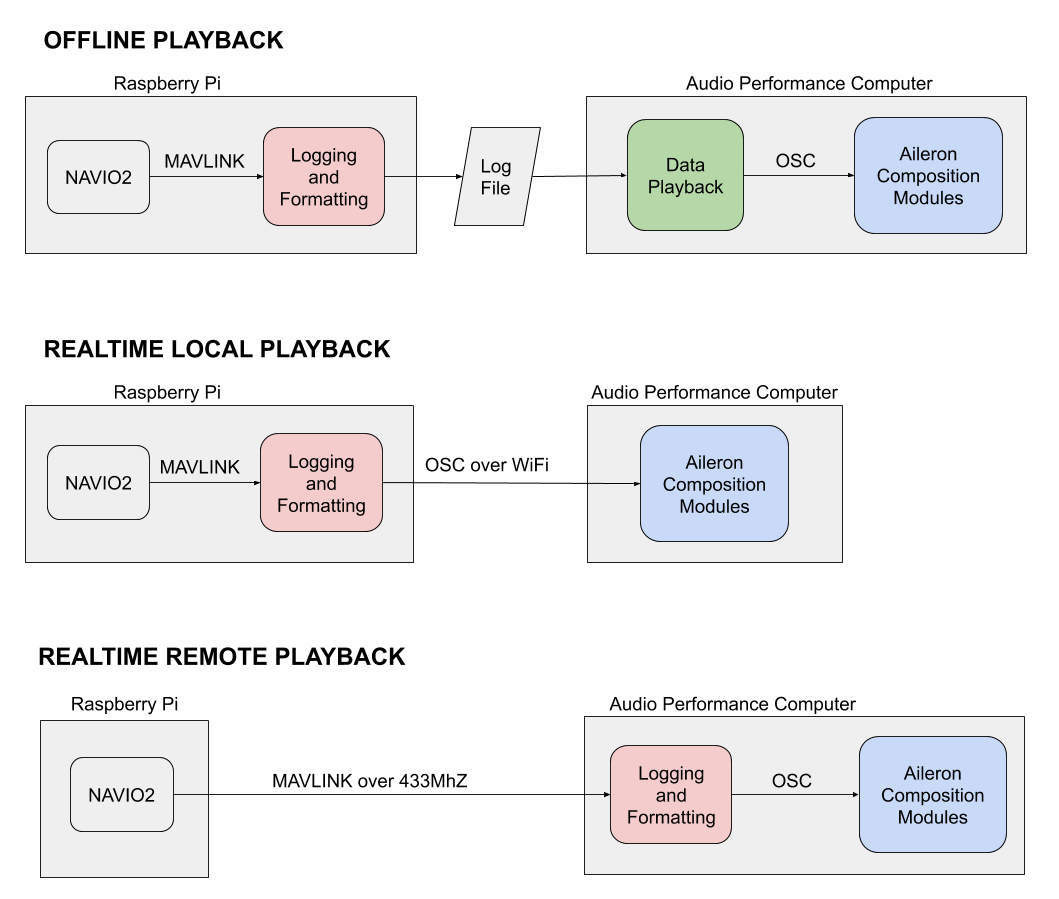 OFFLINE PLAYBACK
Raspberry Pi
Audio Performance Computer
NAVIO2
MAVLINK
Logging
and
Formatting
Log
File
Data
Playback
OSC
Aileron
Composition
Modules
REALTIME LOCAL PLAYBACK
Raspberry Pi
Audio Performance Computer
NAVIO2
MAVLINK
Logging
and
Formatting
OSC over WiFi
Aileron
Composition
Modules
REALTIME REMOTE PLAYBACK
Raspberry Pi
Audio Performance Computer
NAVIO2
MAVLINK over 433MhZ
Logging
and
Formatting
OSC
Aileron
Composition
Modules